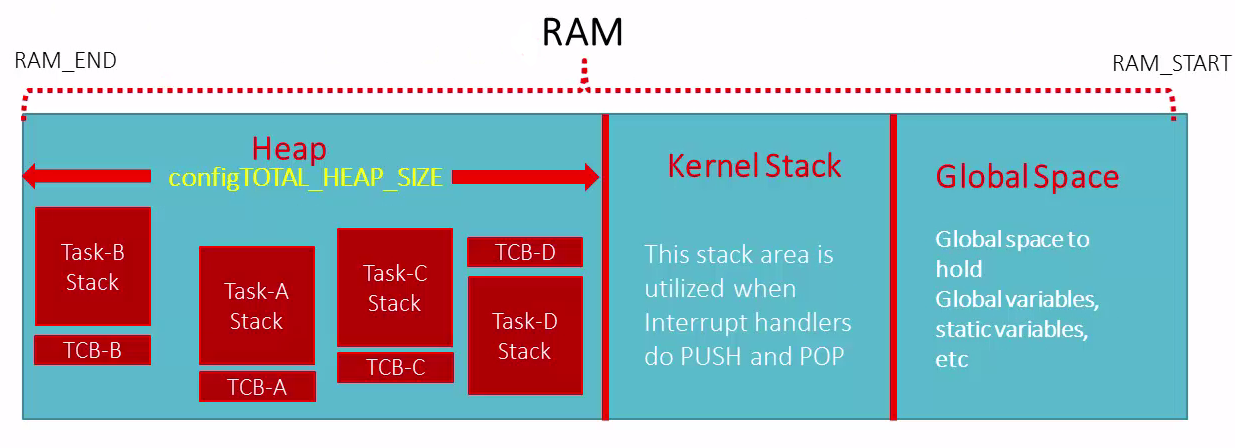 RAM
RAM_END
RAM_START
Heap
configTOTAL_HEAP_SIZE
Task-B
Stack
TCB-B
Task-A
Stack
TCB-A
Task-C
Stack
TCB-C
TCB-D
Task-D
Stack
Kernel Stack
This stack area is
utilized when
Interrupt handlers
do PUSH and POP
Global Space
Global space to
hold
Global variables,
static variables,
etc